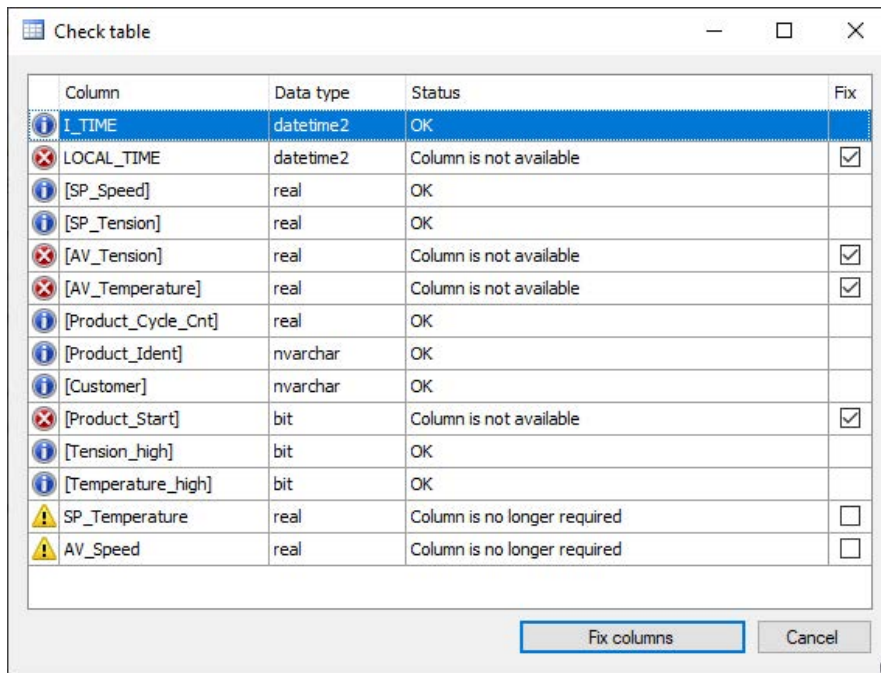 Check table
Column Data type Status Fix
I_TIME datetime2 OK
LOCAL_TIME datetime2 Column is not available
[SP_Speed] real OK
[SP_Tension] real OK
[AV_Tension] real Column is not available
[AV_Temperature] real Column is not available
[Product_Cycle_Cnt] real OK
[Product_Ident] nvarchar OK
[Customer] nvarchar OK
[Product_Start] bit Column is not available
[Tension_high] bit OK
[Temperature_high] bit OK
SP_Temperature real Column is no longer required
AV_Speed real Column is no longer required
Fix columns Cancel